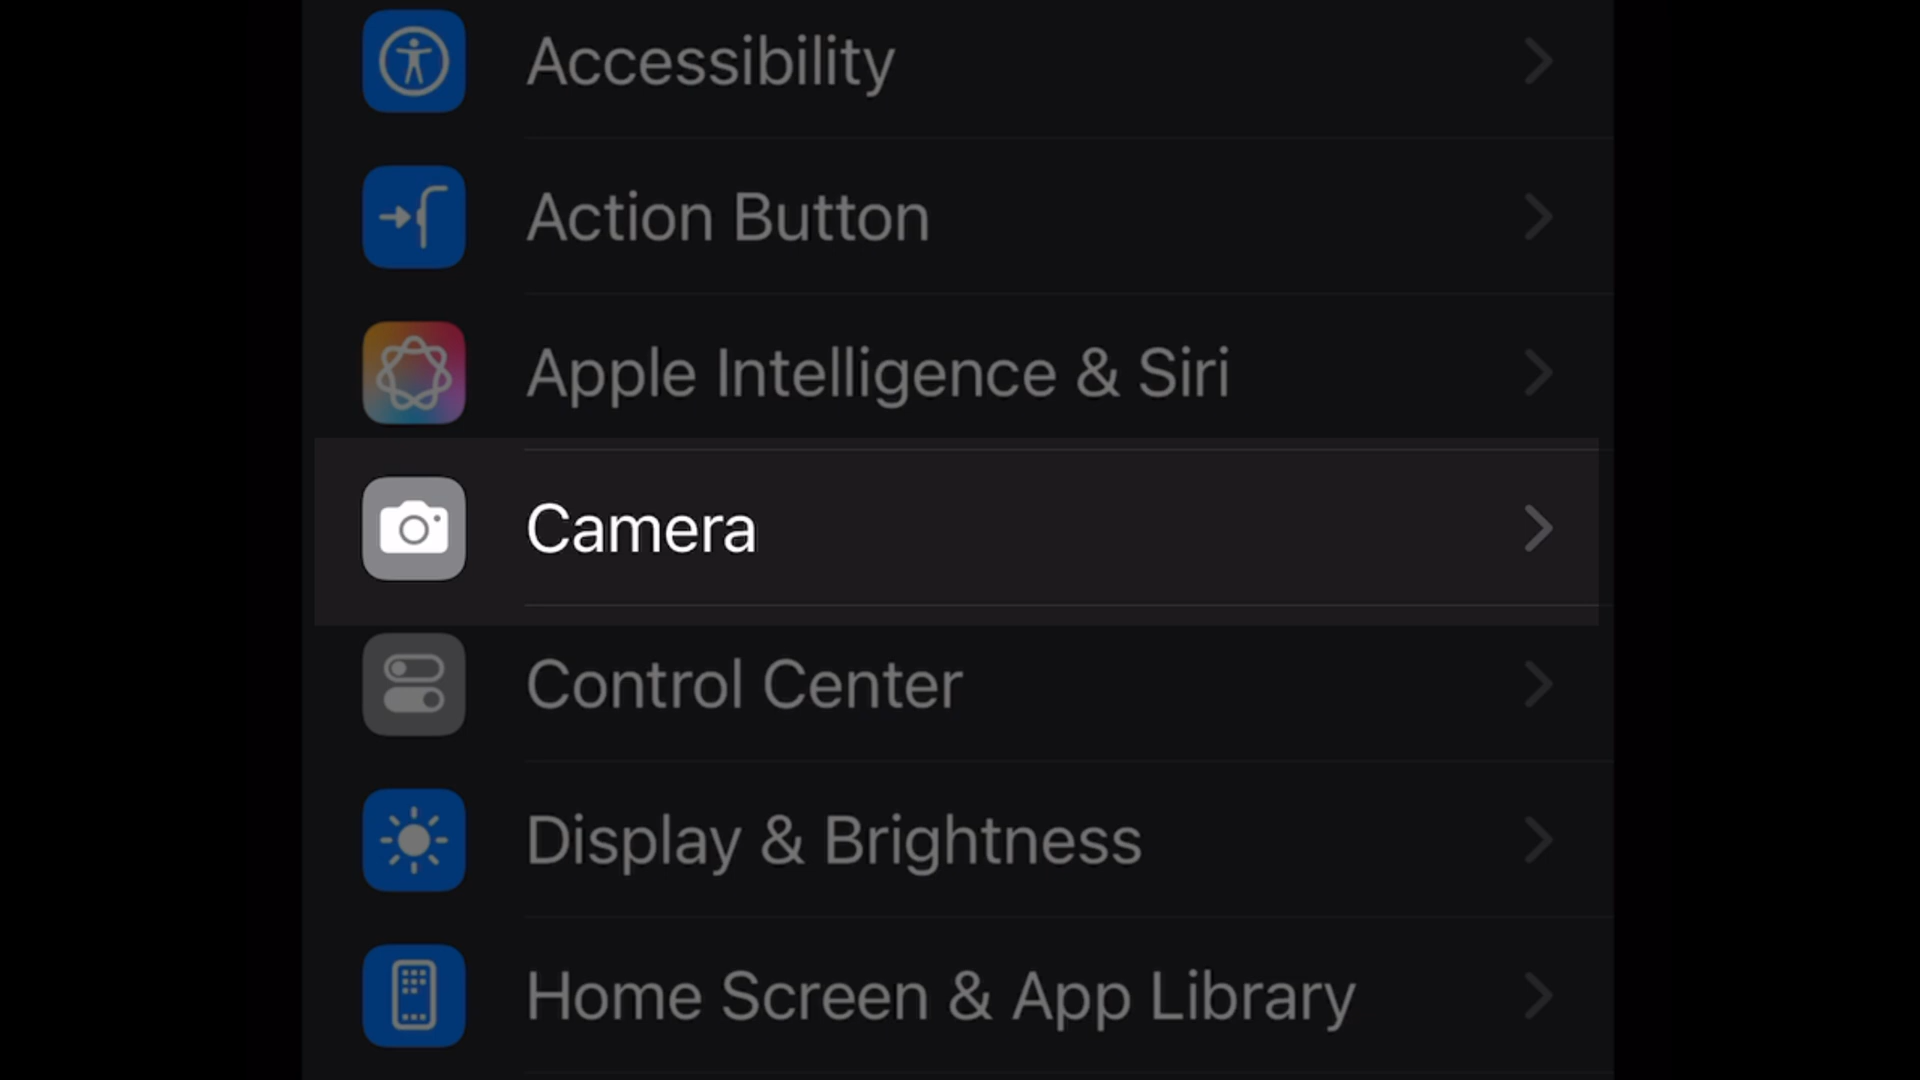 Accessibility
Action Button
Apple Intelligence & Siri
Camera
Control Center
Display & Brightness
Home Screen & App Library